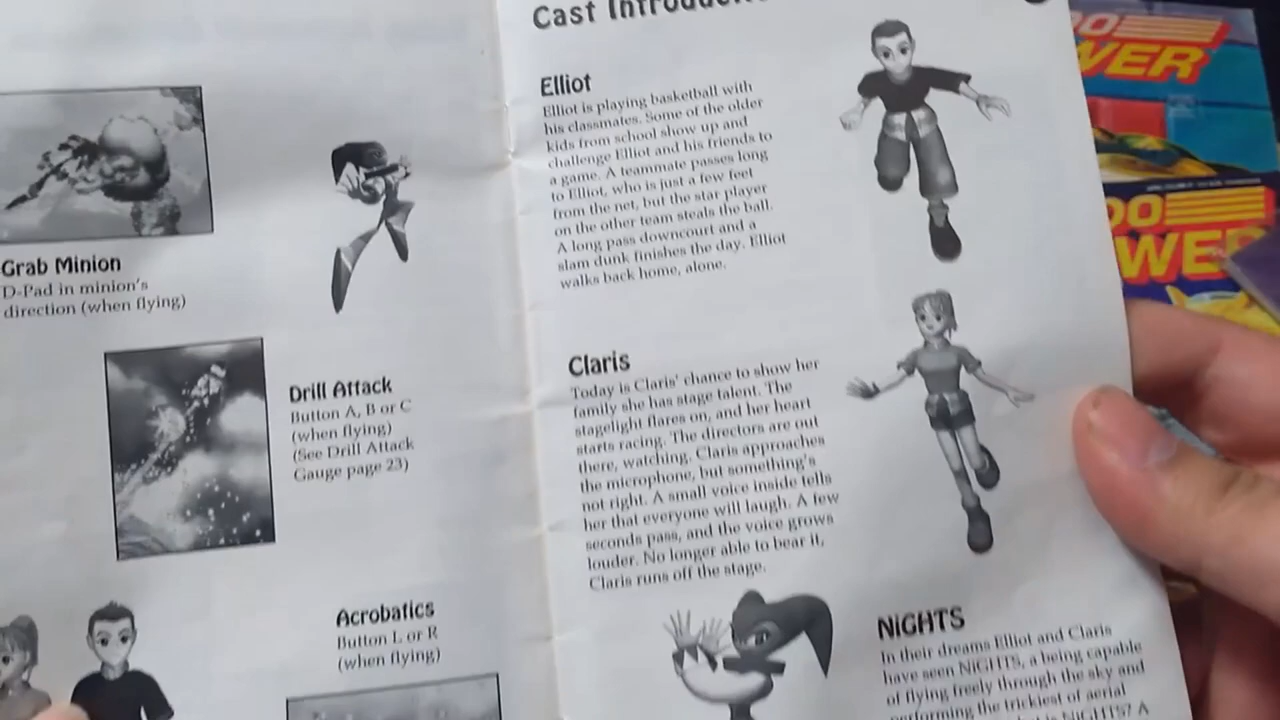 Grab Minion
D-Pad in minion's
direction (when flying)
Drill Attack
Button A, B or C
(when flying)
(See Drill Attack
Gauge page 23)
Acrobatics
Button L or R
(when flying)
Cast
Elliot
Elliot is playing basketball with
his classmates. Some of the older
kids from school show up and
challenge Elliot and his friends to
a game. A teammate passes long
to Elliot, who is just a few feet
from the net, but the star player
on the other team steals the ball.
A long pass downcourt and a
slam dunk finishes the day. Elliot
walks back home, alone.
Claris
Today is Claris' chance to show her
family she has stage talent. The
stagelight flares on, and her heart
starts racing. The directors are out
there, watching. Claris approaches
the microphone, but something's
not right. A small voice inside tells
her that everyone will laugh. A few
seconds pass, and the voice grows
louder. No longer able to bear it,
Claris runs off the stage.
NiGHTS
In their dreams Elliot and Claris
have seen NiGHTS, a being capable
of flying freely through the sky and
performing the trickiest of aerial
NiGHTS? A
WER
WER